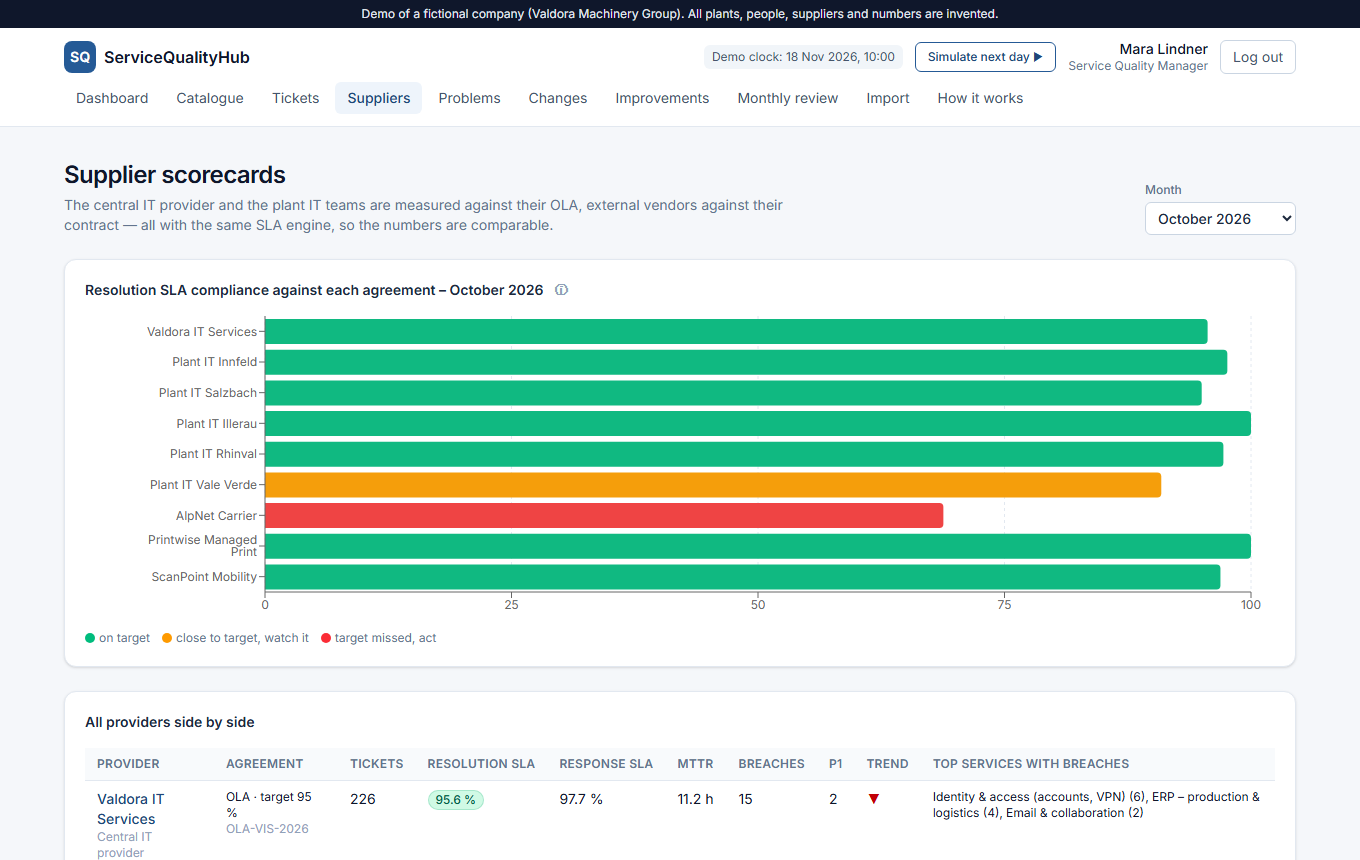 Demo of a fictional company (Valdora Machinery Group). All plants, people, suppliers and numbers are invented.
SQ ServiceQualityHub
Demo clock: 18 Nov 2026, 10:00
Simulate next day ▶
Mara Lindner
Service Quality Manager
Log out
Dashboard Catalogue Tickets Suppliers Problems Changes Improvements Monthly review Import How it works
Supplier scorecards
The central IT provider and the plant IT teams are measured against their OLA, external vendors against their
contract — all with the same SLA engine, so the numbers are comparable.
Month
October 2026
Resolution SLA compliance against each agreement – October 2026 ⓘ
Valdora IT Services
Plant IT Innfeld
Plant IT Salzbach
Plant IT Illerau
Plant IT Rhinval
Plant IT Vale Verde
AlpNet Carrier
Printwise Managed
Print
ScanPoint Mobility
0 25 50 75 100
on target close to target, watch it target missed, act
All providers side by side
PROVIDER AGREEMENT TICKETS RESOLUTION SLA RESPONSE SLA MTTR BREACHES P1 TREND TOP SERVICES WITH BREACHES
Valdora IT
Services
Central IT
provider
OLA · target 95
%
OLA-VIS-2026
226
95.6 %
97.7 %
11.2 h
15
2
▼
Identity & access (accounts, VPN) (6), ERP – production &
logistics (4), Email & collaboration (2)